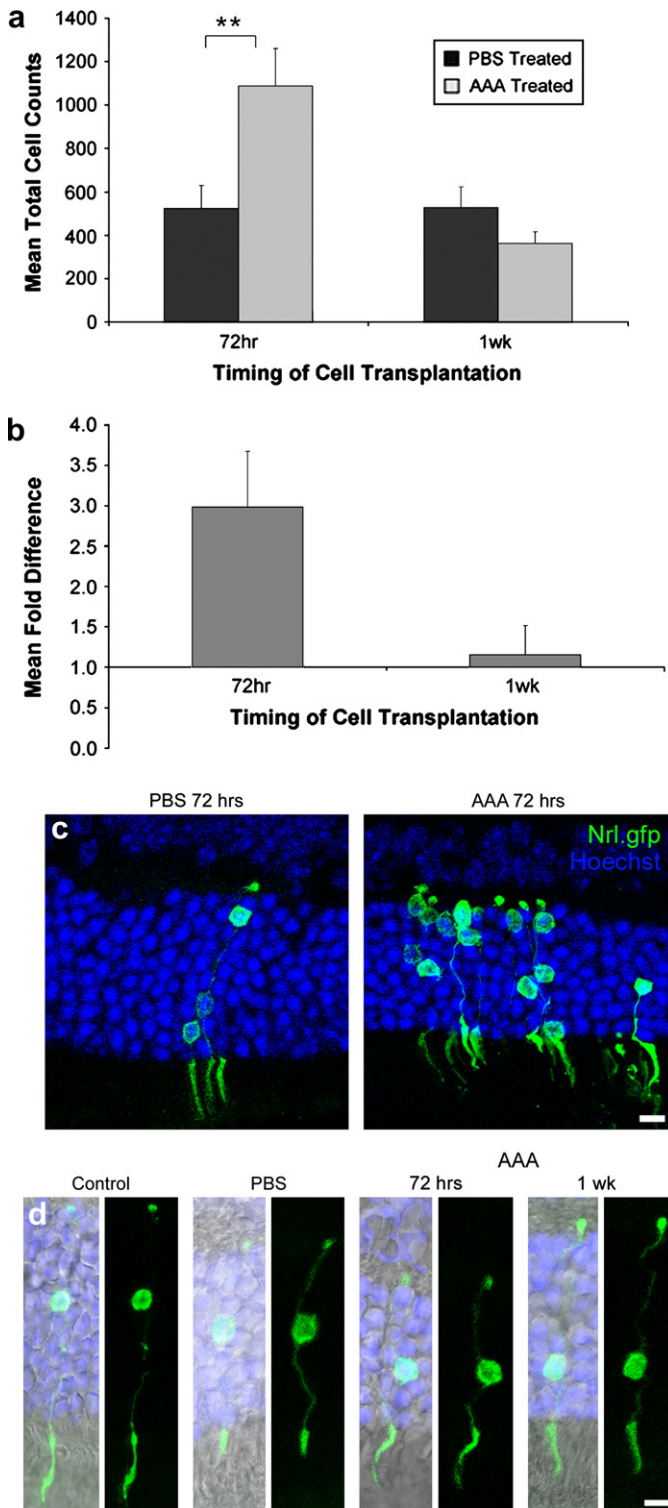 a
1400
1200
1000
800
600
400
200
0
Mean Total Cell Counts
**
PBS Treated
AAA Treated
72hr 1wk
Timing of Cell Transplantation
b
4.0
3.5
3.0
2.5
2.0
1.5
1.0
0.5
0.0
Mean Fold Difference
72hr 1wk
Timing of Cell Transplantation
PBS 72 hrs AAA 72 hrs
c
Nrl.gfp
Hoechst
AAA
Control PBS 72 hrs 1 wk
d